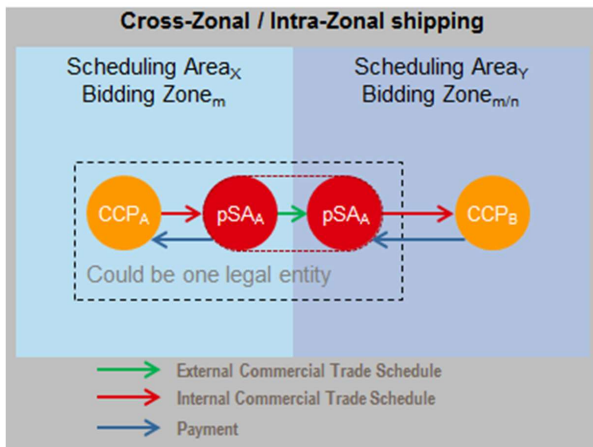 Cross-Zonal / Intra-Zonal shipping
Scheduling AreaX
Bidding Zonem
Scheduling AreaY
Bidding Zonem/n
CCPA
pSAA
pSAA
CCPB
Could be one legal entity
External Commercial Trade Schedule
Internal Commercial Trade Schedule
Payment